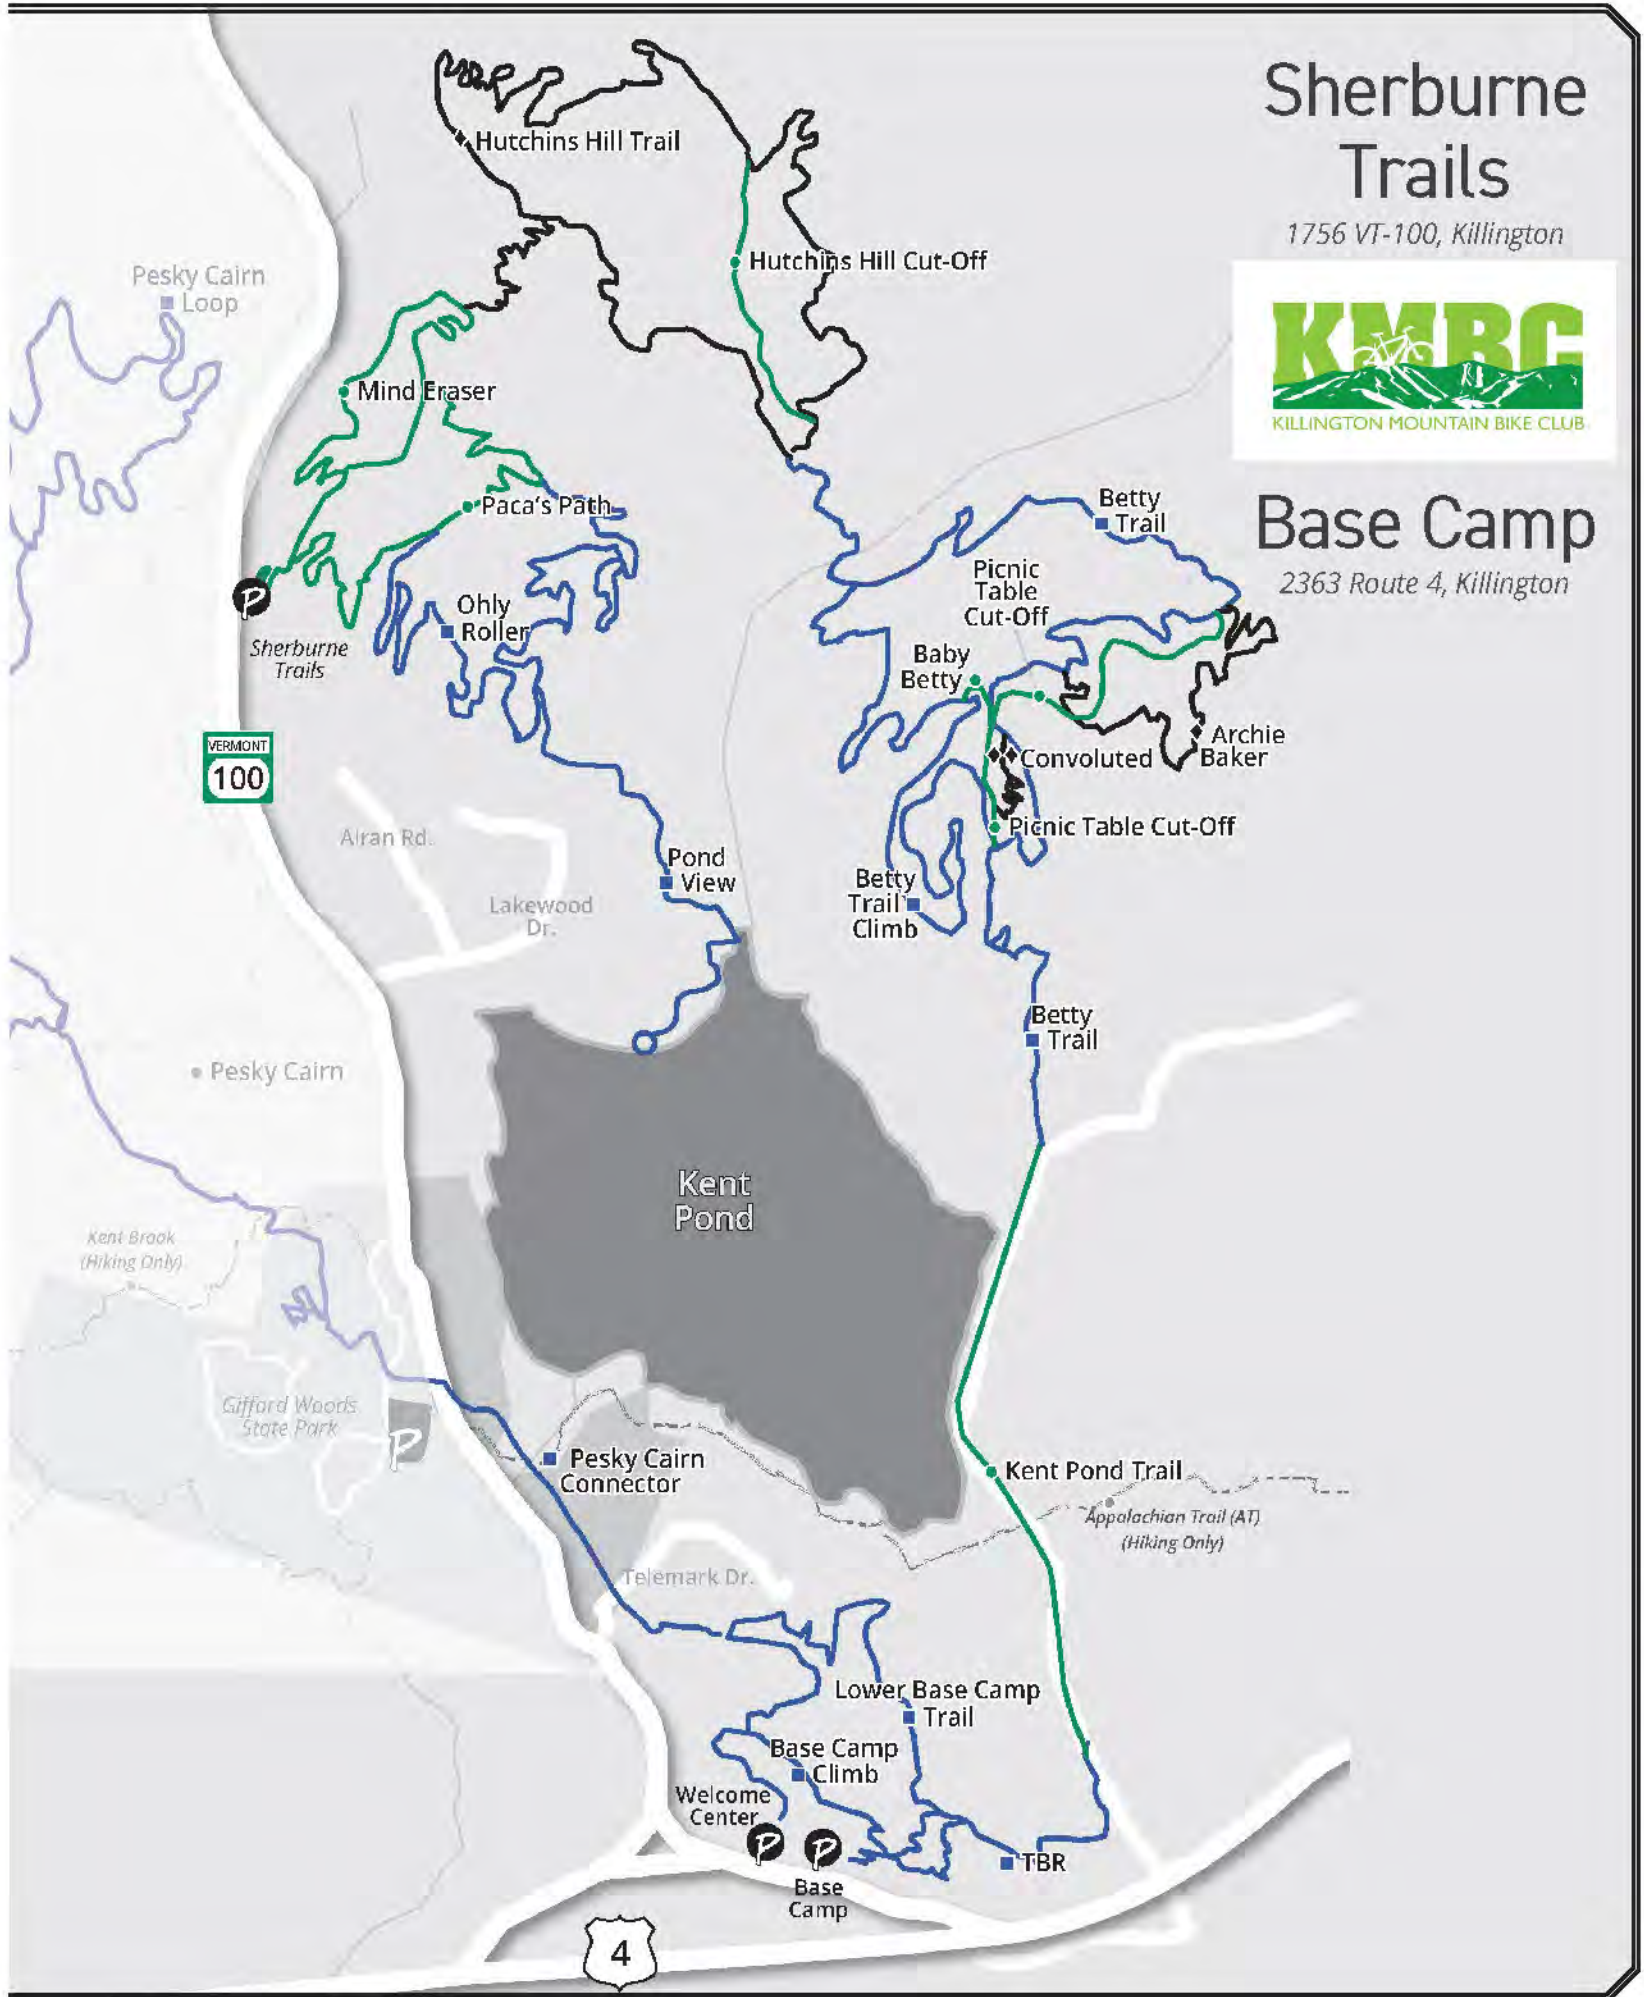 Sherburne
Trails
1756 VT-100, Killington
KMBC
KILLINGTON MOUNTAIN BIKE CLUB
Base Camp
2363 Route 4, Killington
Hutchins Hill Trail
Hutchins Hill Cut-Off
Pesky Cairn
Loop
Mind Eraser
Paca's Path
Betty
Trail
Picnic
Table
Cut-Off
P
Ohly
Roller
Sherburne
Trails
Baby
Betty
VERMONT
100
Archie
Baker
Convoluted
Picnic Table Cut-Off
Airan Rd.
Pond
View
Lakewood
Dr.
Betty
Trail
Climb
Betty
Trail
Pesky Cairn
Kent
Pond
Kent Brook
(Hiking Only)
Gifford Woods
State Park
P
Pesky Cairn
Connector
Kent Pond Trail
Appalachian Trail (AT)
(Hiking Only)
Telemark Dr.
Lower Base Camp
Trail
Base Camp
Climb
Welcome
Center
P
P
TBR
Base
Camp
4